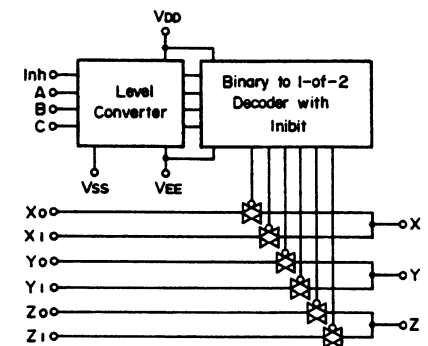 VDD
Inh
A
B
C
Level
Converter
Binary to 1-of-2
Decoder with
Inibit
VSS
VEE
X0
X1
X
Y0
Y1
Y
Z0
Z1
Z